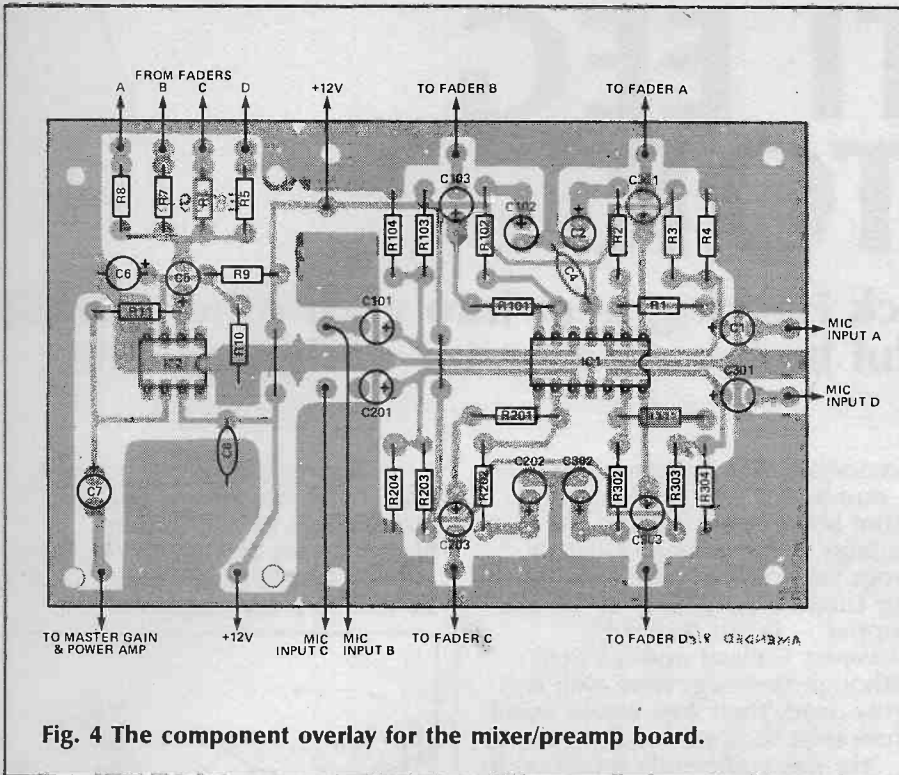 FROM FADERS
A B C D
+12V
TO FADER B
TO FADER A
C103
C102
R8
R7
R5
R104
R103
R102
R2
R3
R4
C4
C6
C5
R9
R101
R1
C101
C1
R11
R10
IC2
IC1
MIC INPUT A
C201
C301
MIC INPUT D
R201
C8
C7
R204
R203
R202
C202
C302
R302
R303
R304
C203
C303
TO MASTER GAIN & POWER AMP
+12V
MIC INPUT C
MIC INPUT B
TO FADER C
TO FADER D
Fig. 4 The component overlay for the mixer/preamp board.